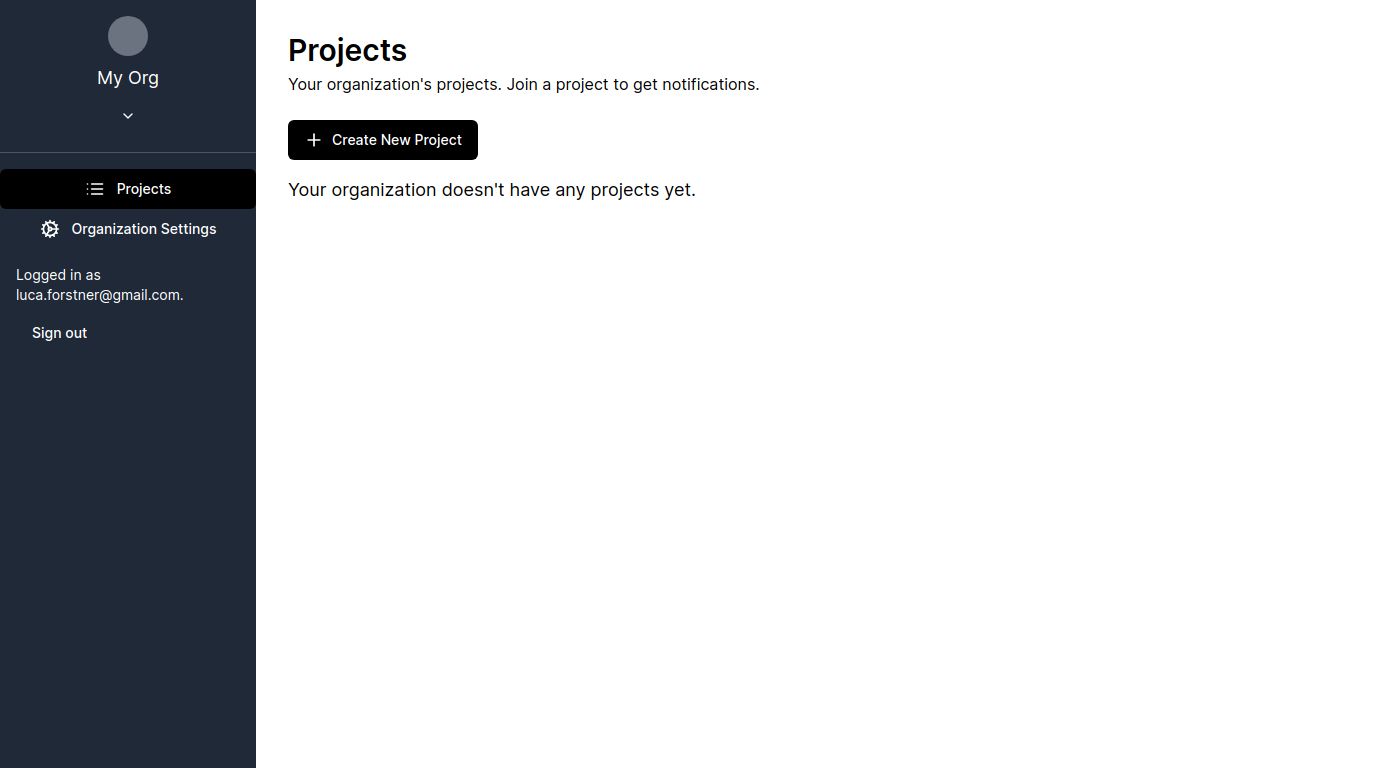 My Org
Projects
Organization Settings
Logged in as
luca.forstner@gmail.com.
Sign out
Projects
Your organization's projects. Join a project to get notifications.
Create New Project
Your organization doesn't have any projects yet.